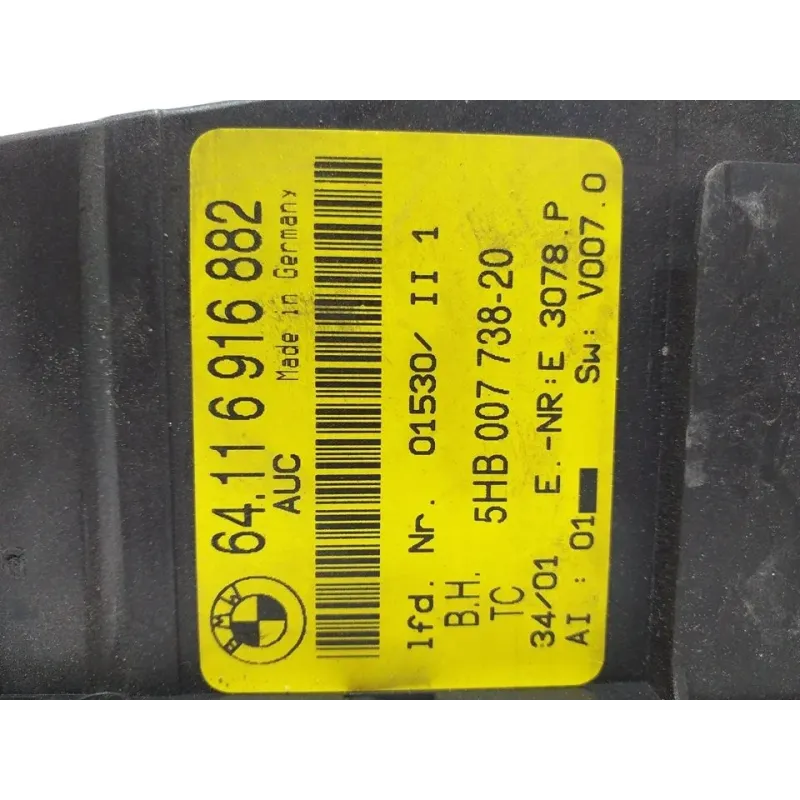 BMW
64.11 6 916 882
AUC Made in Germany
lfd. Nr. 01530/ II 1
B.H.
TC 5HB 007 738-20
34/01 E.-NR:E 3078.P
AI : 01 Sw: V007.0